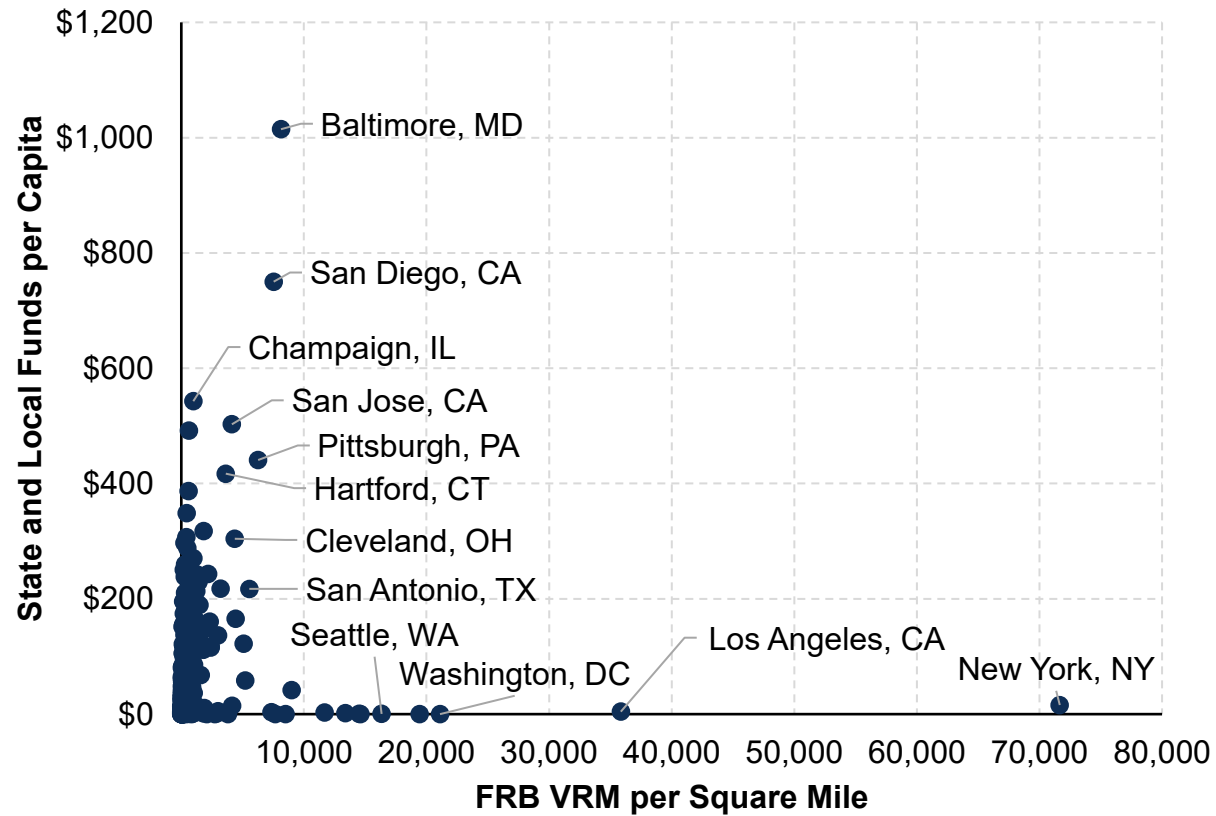 $1,200
$1,000
$800
$600
$400
$200
$0
State and Local Funds per Capita
Baltimore, MD
San Diego, CA
Champaign, IL
San Jose, CA
Pittsburgh, PA
Hartford, CT
Cleveland, OH
San Antonio, TX
Seattle, WA
Washington, DC
Los Angeles, CA
New York, NY
10,000 20,000 30,000 40,000 50,000 60,000 70,000 80,000
FRB VRM per Square Mile